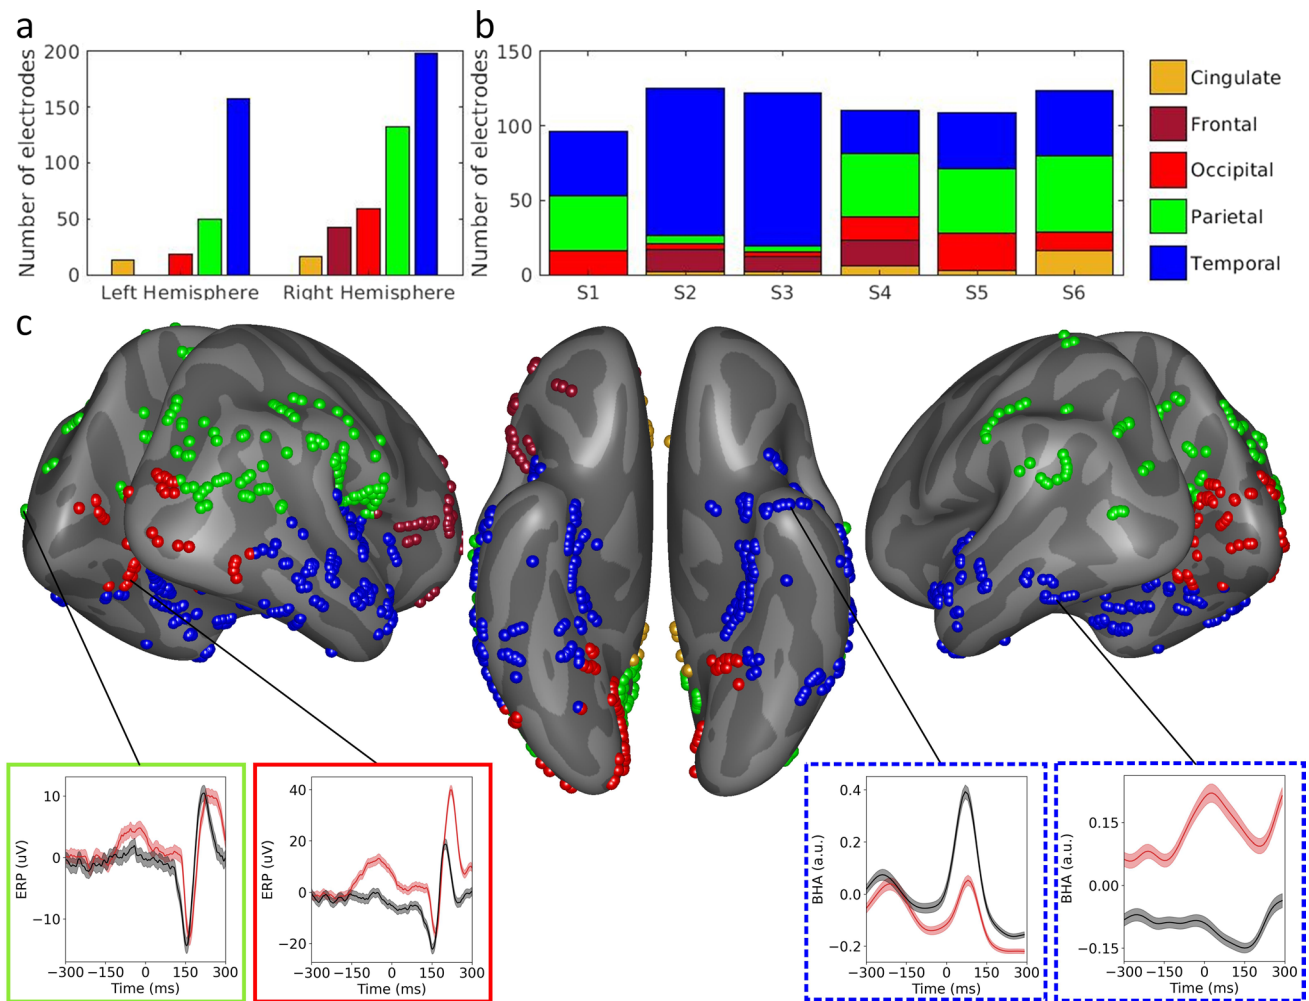 a
b
Number of electrodes
200
150
100
50
0
Left Hemisphere
Right Hemisphere
Number of electrodes
150
100
50
0
S1
S2
S3
S4
S5
S6
Cingulate
Frontal
Occipital
Parietal
Temporal
c
ERP (uV)
10
0
−10
−300
−150
0
150
300
Time (ms)
ERP (uV)
40
20
0
−20
−300
−150
0
150
300
Time (ms)
BHA (a.u.)
0.4
0.2
0.0
−0.2
−300
−150
0
150
300
Time (ms)
BHA (a.u.)
0.15
0.00
−0.15
−300
−150
0
150
300
Time (ms)